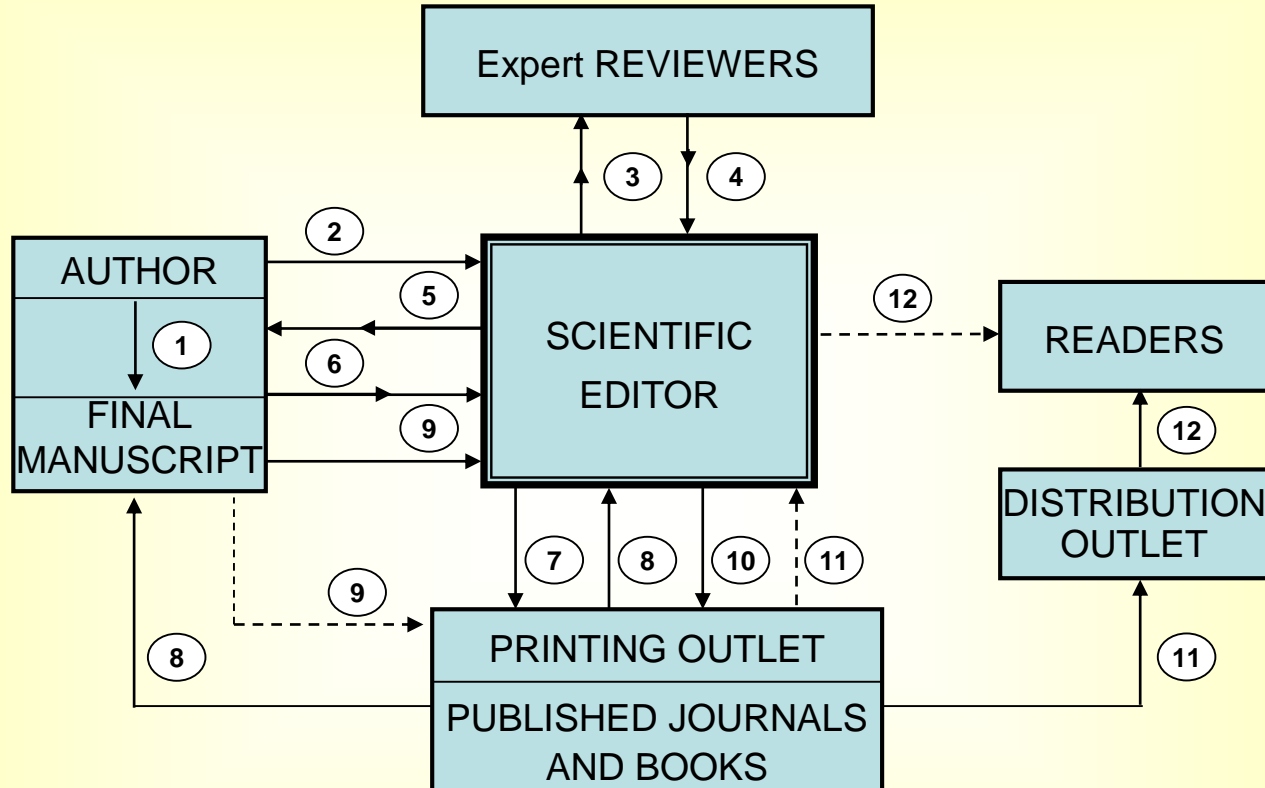 Expert REVIEWERS
3
4
2
AUTHOR
5
12
1
SCIENTIFIC
EDITOR
READERS
6
FINAL
MANUSCRIPT
9
12
DISTRIBUTION
OUTLET
7
8
10
11
9
PRINTING OUTLET
8
11
PUBLISHED JOURNALS
AND BOOKS